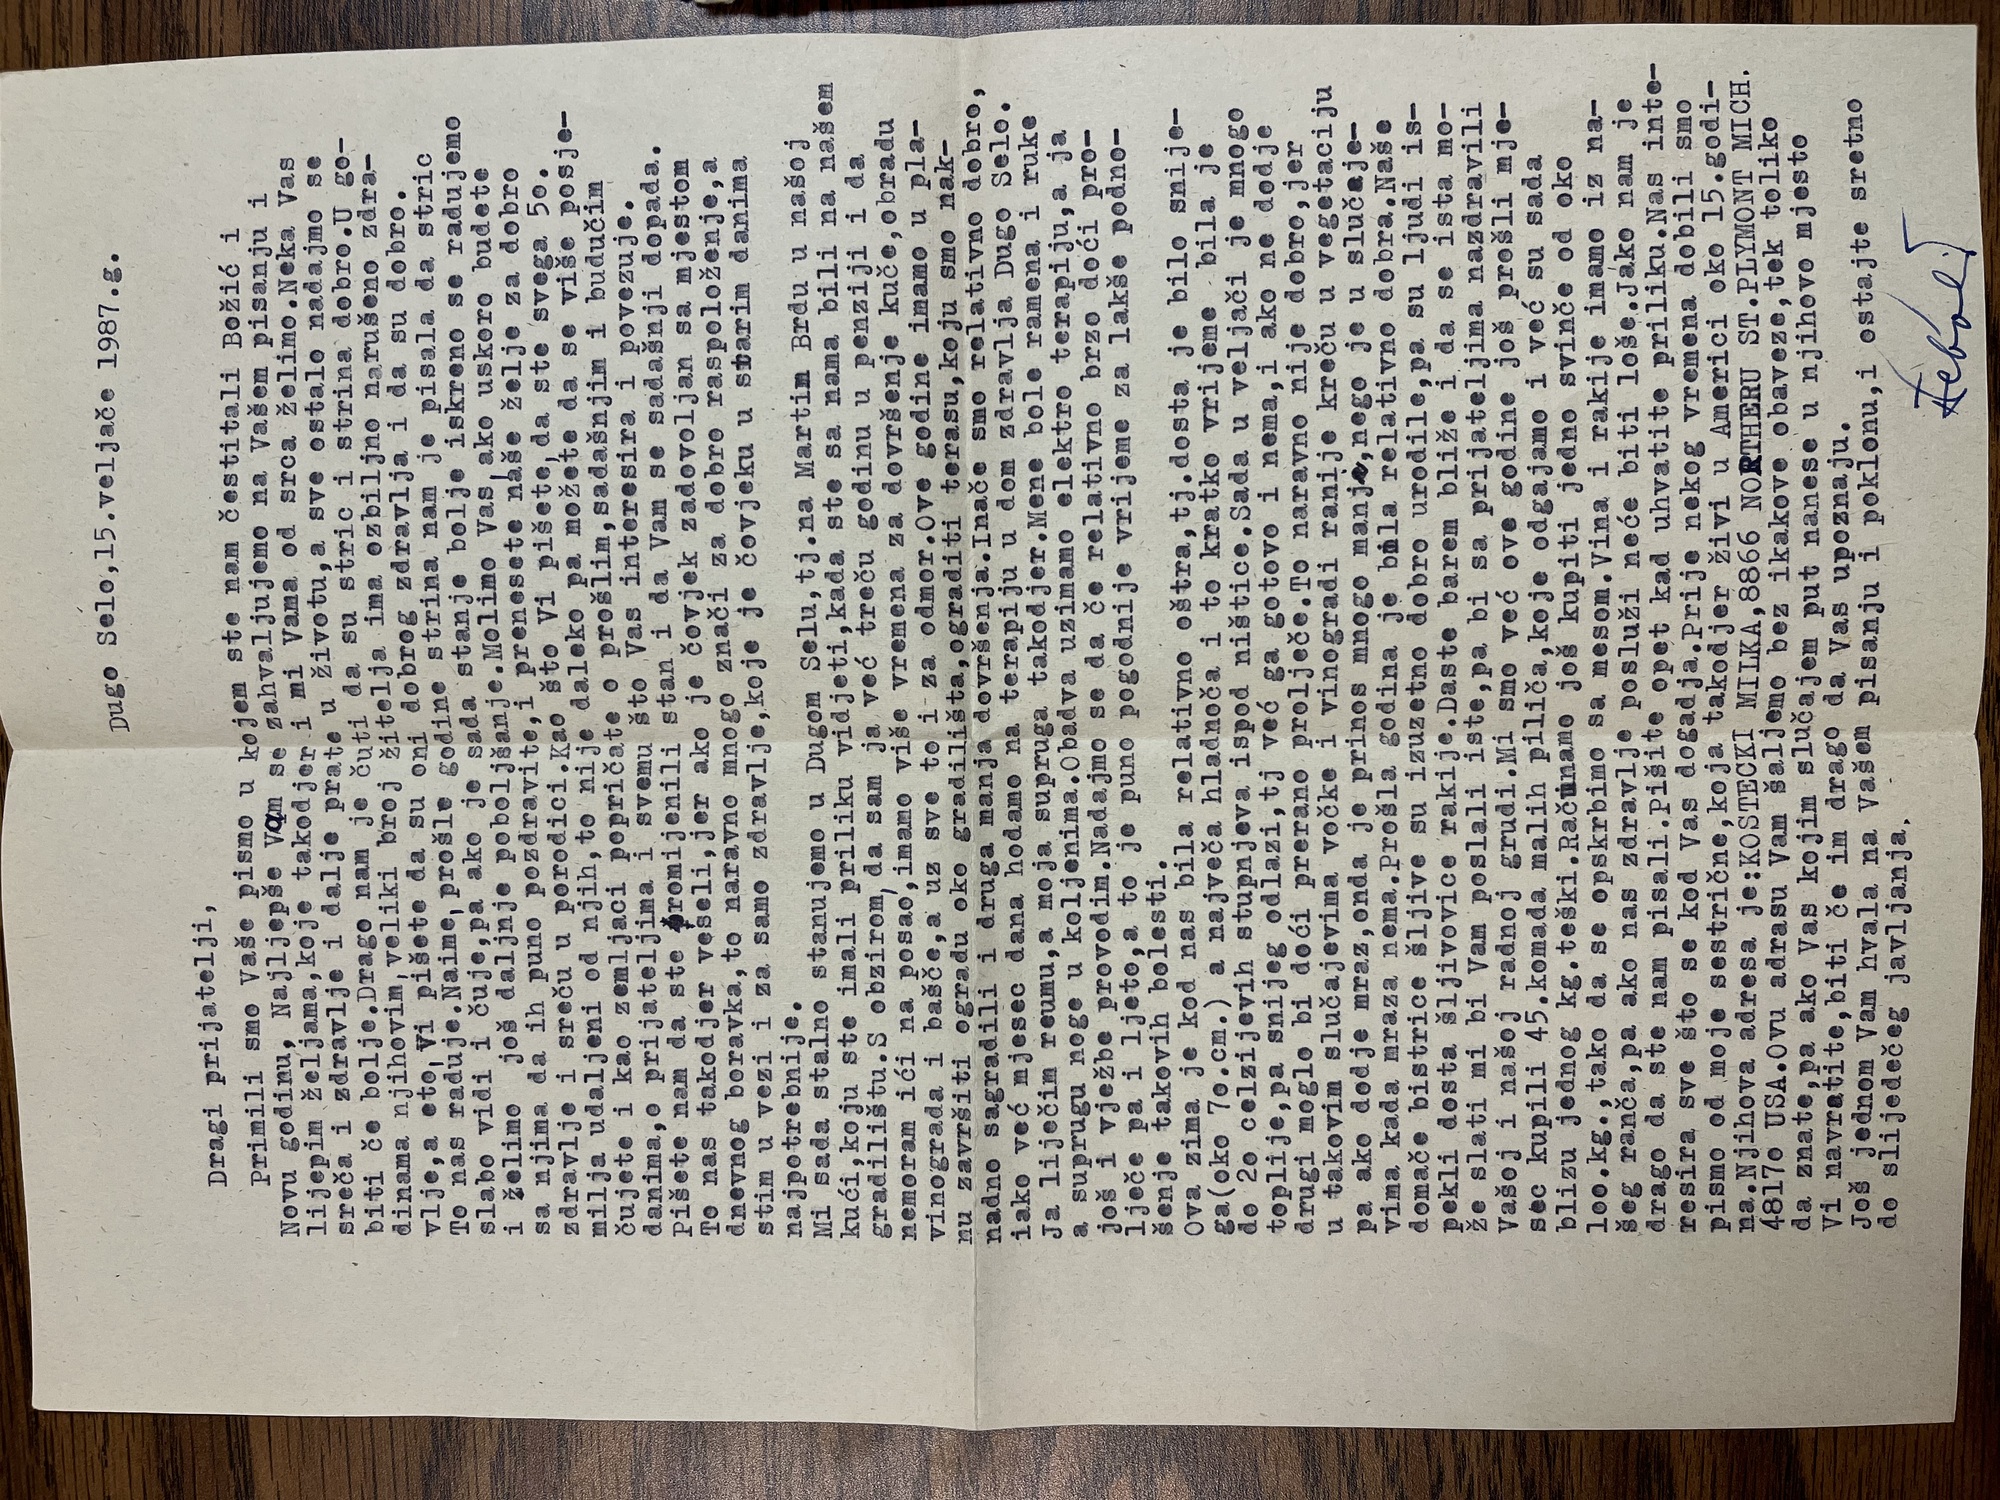 Dugo Selo,15.veljače 1987.g.
Dragi prijatelji,
Primili smo Vaše pismo u kojem ste nam čestitali Božić i
Novu godinu, Najljepše Vam se zahvaljujemo na Vašem pisanju i
lijepim željama,koje takodjer i mi Vama od srca želimo.Neka Vas
sreča i zdravlje i dalje prate u životu,a sve ostalo nadajmo se
biti če bolje.Drago nam je čuti da su stric i strina dobro.U go-
dinama njihovim,veliki broj žitelja ima ozbiljno narušeno zdra-
vlje,a eto,vi pišete da su oni dobrog zdravlja i da su dobro.
To nas raduje.Naime,prošle godine strina nam je pisala da stric
slabo vidi i čuje,pa ako je sada stanje bolje iskreno se radujemo
i želimo još daljnje poboljšanje.Molimo Vas,ako uskoro budete
sa njima da ih puno pozdravite,i prenesete naše želje za dobro
zdravlje i sreču u porodici.Kao što Vi pišete,da ste svega 5o.
milja udaljeni od njih,to nije daleko pa možete da se više posje-
čujete i kao zemljaci popričate o prošlim,sadašnjim i budučim
danima,o prijateljima i svemu što Vas interesira i povezuje.
Pišete nam da ste promijenili stan i da Vam se sadašnji dopada.
To nas takodjer veseli,jer ako je čovjek zadovoljan sa mjestom
dnevnog boravka,to naravno mnogo znači za dobro raspoloženje,a
stim u vezi i za samo zdravlje,koje je čovjeku u starim danima
najpotrebnije.
Mi sada stalno stanujemo u Dugom Selu,tj.na Martim Brdu u našoj
kući,koju ste imali priliku vidjeti,kada ste sa nama bili na našem
gradilištu.S obzirom,da sam ja već treču godinu u penziji i da
nemoram ići na posao,imamo više vremena za dovršenje kuče,obradu
vinograda i bašče,a uz sve to i za odmor.Ove godine imamo u pla-
nu završiti ogradu oko gradilišta,ograditi terasu,koju smo nak-
nadno sagradili i druga manja dovršenja.Inače smo relativno dobro,
iako več mjesec dana hodamo na terapiju u dom zdravlja Dugo Selo.
Ja liječim reumu,a moja supruga takodjer.Mene bole ramena i ruke
a suprugu noge u koljenima.Obadva uzimamo elektro terapiju,a ja
još i vježbe provodim.Nadajmo se da če relativno brzo doći pro-
lječe pa i ljeto,a to je puno pogodnije vrijeme za lakše podno-
šenje takovih bolesti.
Ova zima je kod nas bila relativno oštra,tj.dosta je bilo snije-
ga(oko 7o.cm.) a največa hladnoča i to kratko vrijeme bila je
do 2o celzijevih stupnjeva ispod ništice.Sada u veljači je mnogo
toplije,pa snijeg odlazi,tj već ga gotovo i nema,i ako ne dodje
drugi moglo bi doći prerano prolječe.To naravno nije dobro,jer
u takovim slučajevima vočke i vinogradi ranije kreču u vegetaciju
pa ako dodje mraz,onda je prinos mnogo manj,nego je u slučaje-
vima kada mraza nema.Prošla godina je bila relativno dobra.Naše
domače bistrice šljive su izuzetno dobro urodile,pa su ljudi is-
pekli dosta šljivovice rakije.Daste barem bliže i da se ista mo-
že slati mi bi Vam poslali iste,pa bi sa prijateljima nazdravili
Vašoj i našoj radnoj grudi.Mi smo već ove godine još prošli mje-
sec kupili 45.komada malih piliča,koje odgajamo i već su sada
blizu jednog kg.teški.Računamo još kupiti jedno svinče od oko
loo.kg.,tako da se opskrbimo sa mesom.Vina i rakije imamo iz na-
šeg ranča,pa ako nas zdravlje posluži neće biti loše.Jako nam je
drago da ste nam pisali.Pišite opet kad uhvatite priliku.Nas inte-
resira sve što se kod Vas dogadja.Prije nekog vremena dobili smo
pismo od moje sestrične,koja takodjer živi u Americi oko 15.godi-
na.Njihova adresa je:KOSTECKI MILKA,8866 NORTHERU ST.PLYMONT MICH.
4817o USA.Ovu adrasu Vam šaljemo bez ikakove obaveze,tek toliko
da znate,pa ako Vas kojim slučajem put nanese u njihovo mjesto
Vi navratite,biti če im drago da Vas upoznaju.
Još jednom Vam hvala na Vašem pisanju i poklonu,i ostajte sretno
do slijedećeg javljanja.